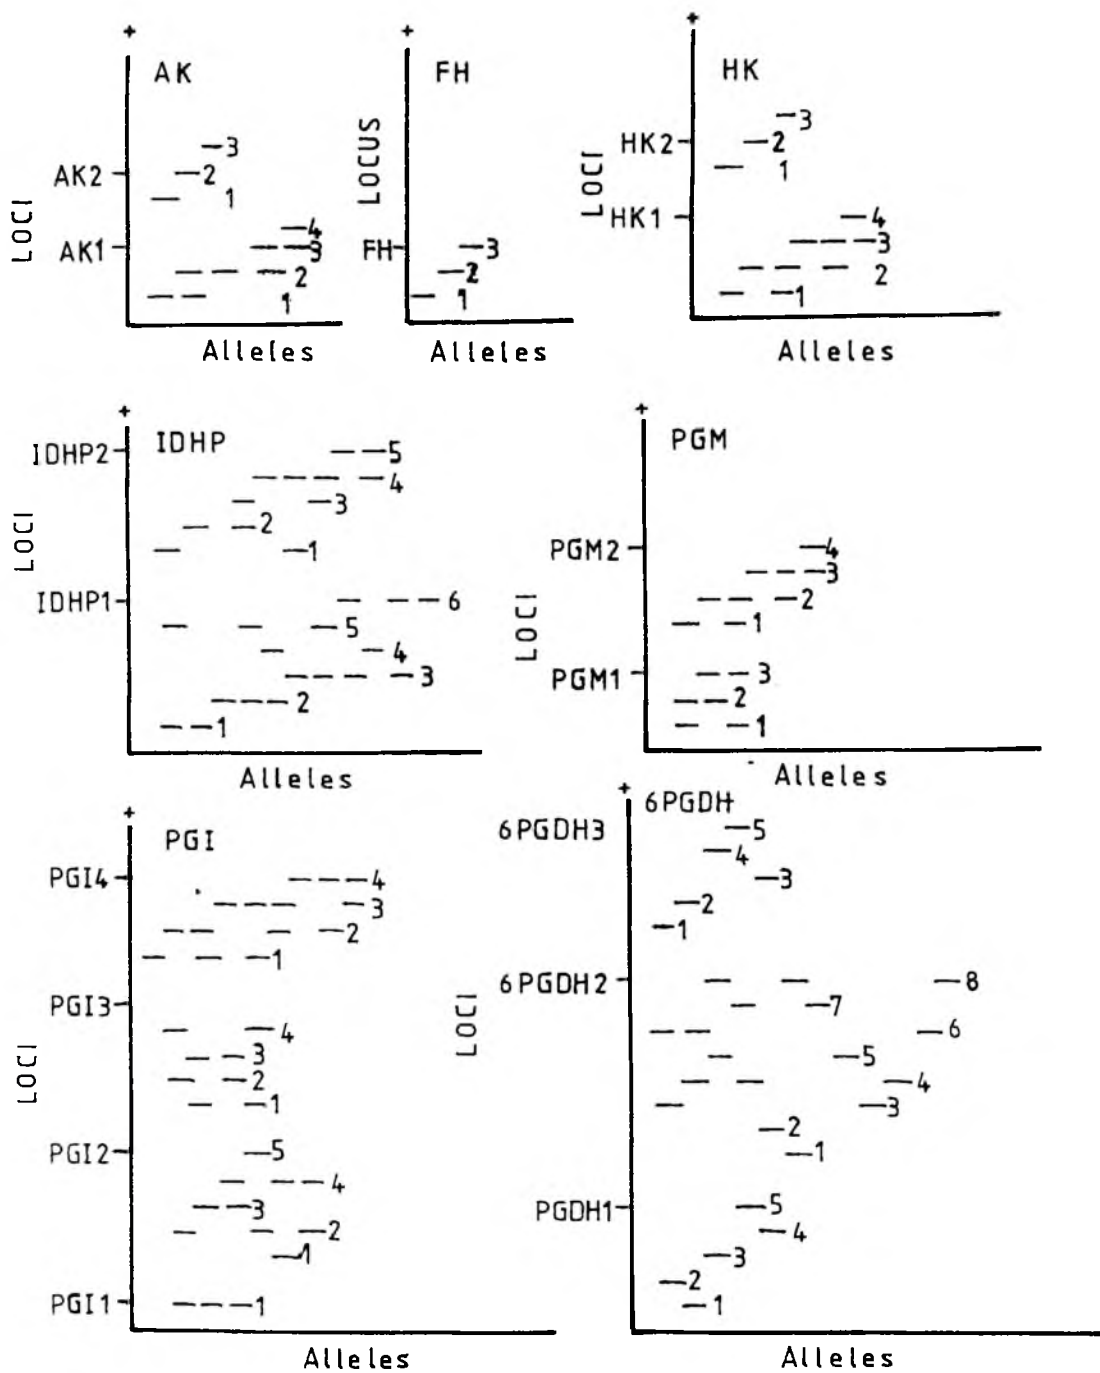 +
AK
LOCI
AK2
3
2
1
AK1
4
3
2
1
Alleles
+
FH
LOCUS
FH
3
2
1
Alleles
+
HK
LOCI
HK2
3
2
1
HK1
4
3
2
1
Alleles
+
IDHP
LOCI
IDHP2
5
4
3
2
1
IDHP1
6
5
4
3
2
1
Alleles
+
PGM
LOCI
PGM2
4
3
2
1
PGM1
3
2
1
Alleles
+
PGI
LOCI
PGI4
4
3
2
1
PGI3
4
3
2
1
PGI2
5
4
3
2
1
PGI1
1
Alleles
+
6PGDH
LOCI
6PGDH3
5
4
3
2
1
6PGDH2
8
7
6
5
4
3
2
1
PGDH1
5
4
3
2
1
Alleles